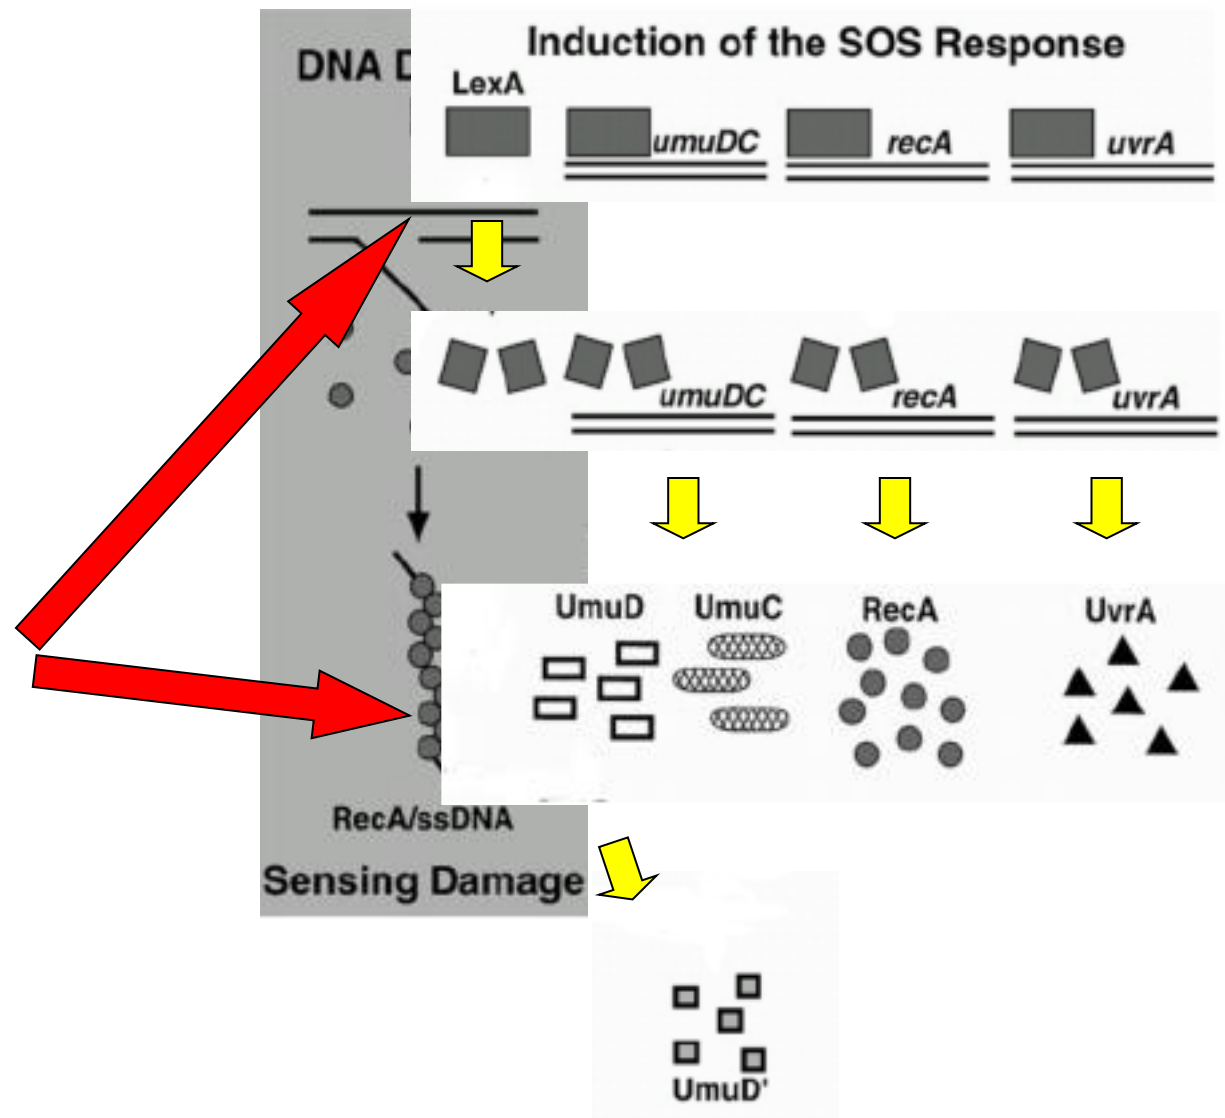 Induction of the SOS Response
DNA D
LexA
umuDC recA uvrA
umuDC recA uvrA
UmuD UmuC RecA UvrA
RecA/ssDNA
Sensing Damage
UmuD'